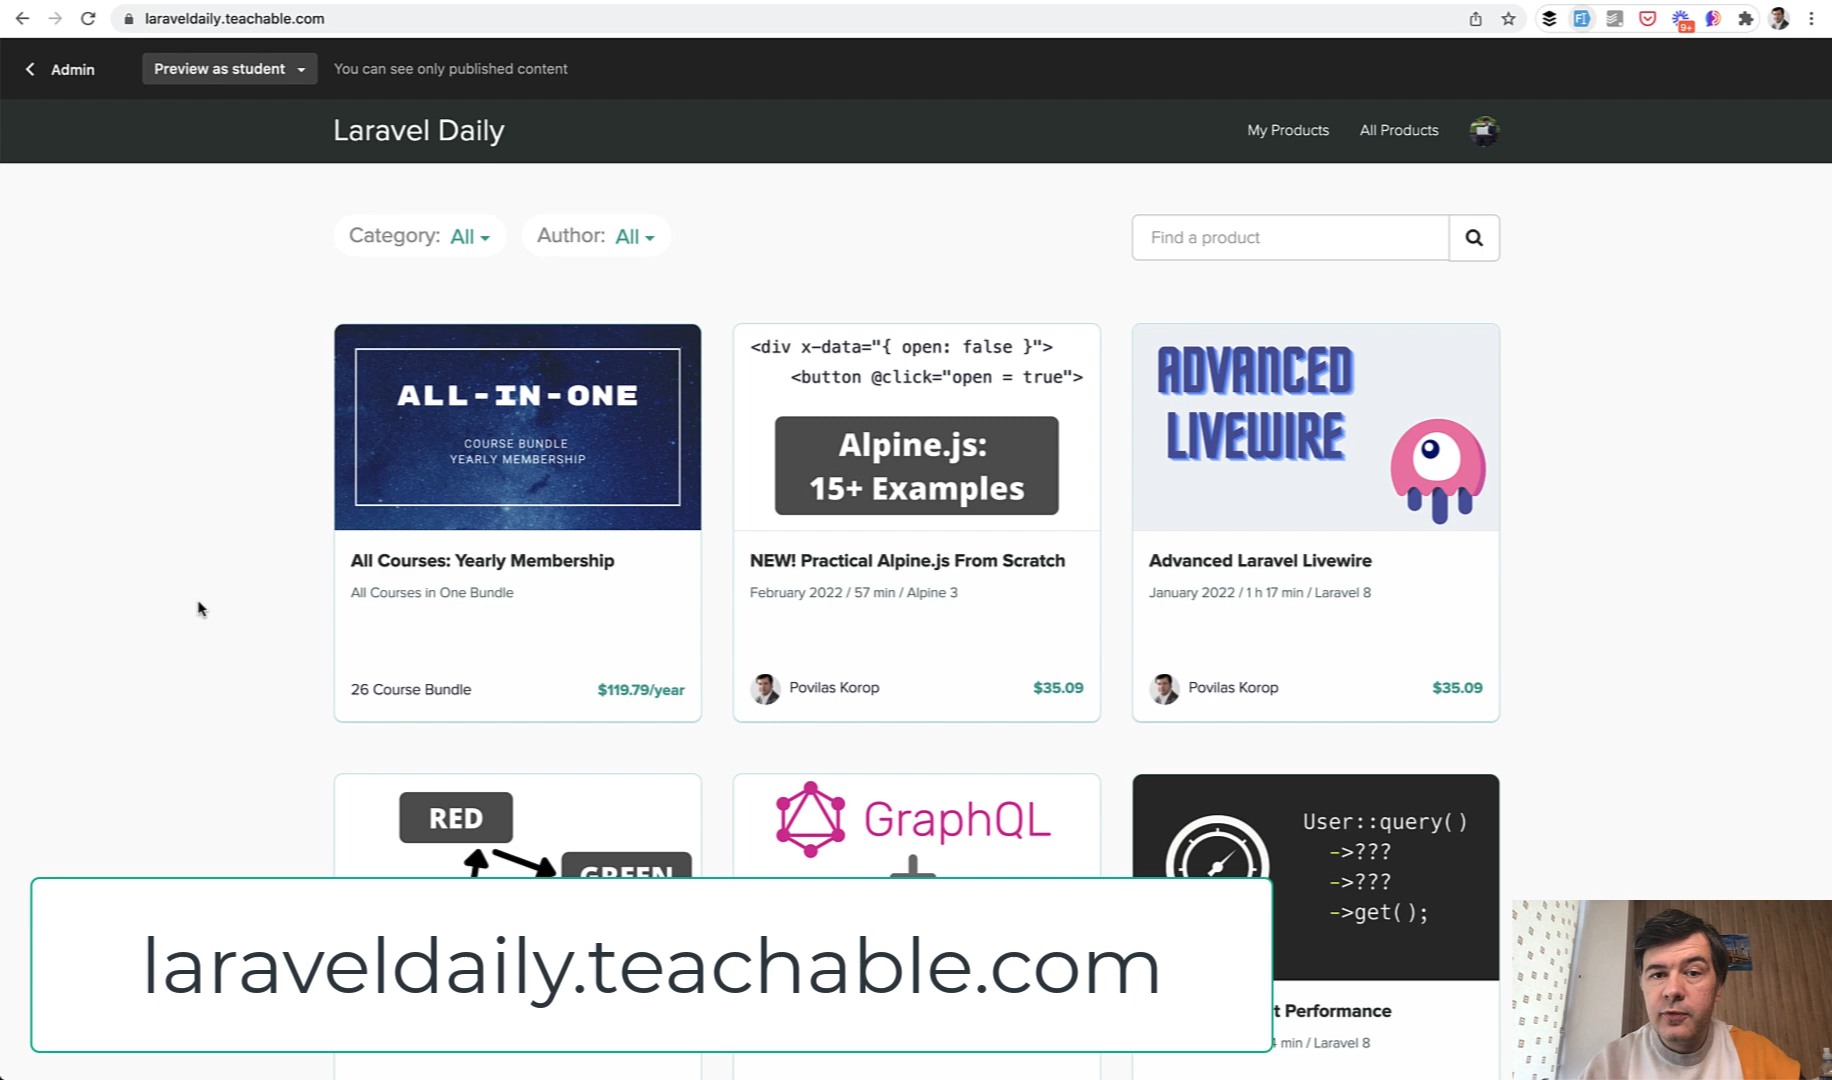 laraveldaily.teachable.com
9+
Admin
Preview as student
You can see only published content
Laravel Daily
My Products
All Products
Category: All
Author: All
Find a product
ALL-IN-ONE
COURSE BUNDLE
YEARLY MEMBERSHIP
All Courses: Yearly Membership
All Courses in One Bundle
26 Course Bundle
$119.79/year
<div x-data="{ open: false }">
<button @click="open = true">
Alpine.js:
15+ Examples
NEW! Practical Alpine.js From Scratch
February 2022 / 57 min / Alpine 3
Povilas Korop
$35.09
ADVANCED
LIVEWIRE
Advanced Laravel Livewire
January 2022 / 1 h 17 min / Laravel 8
Povilas Korop
$35.09
RED
GREEN
GraphQL
User::query()
->???
->???
->get();
t Performance
min / Laravel 8
laraveldaily.teachable.com